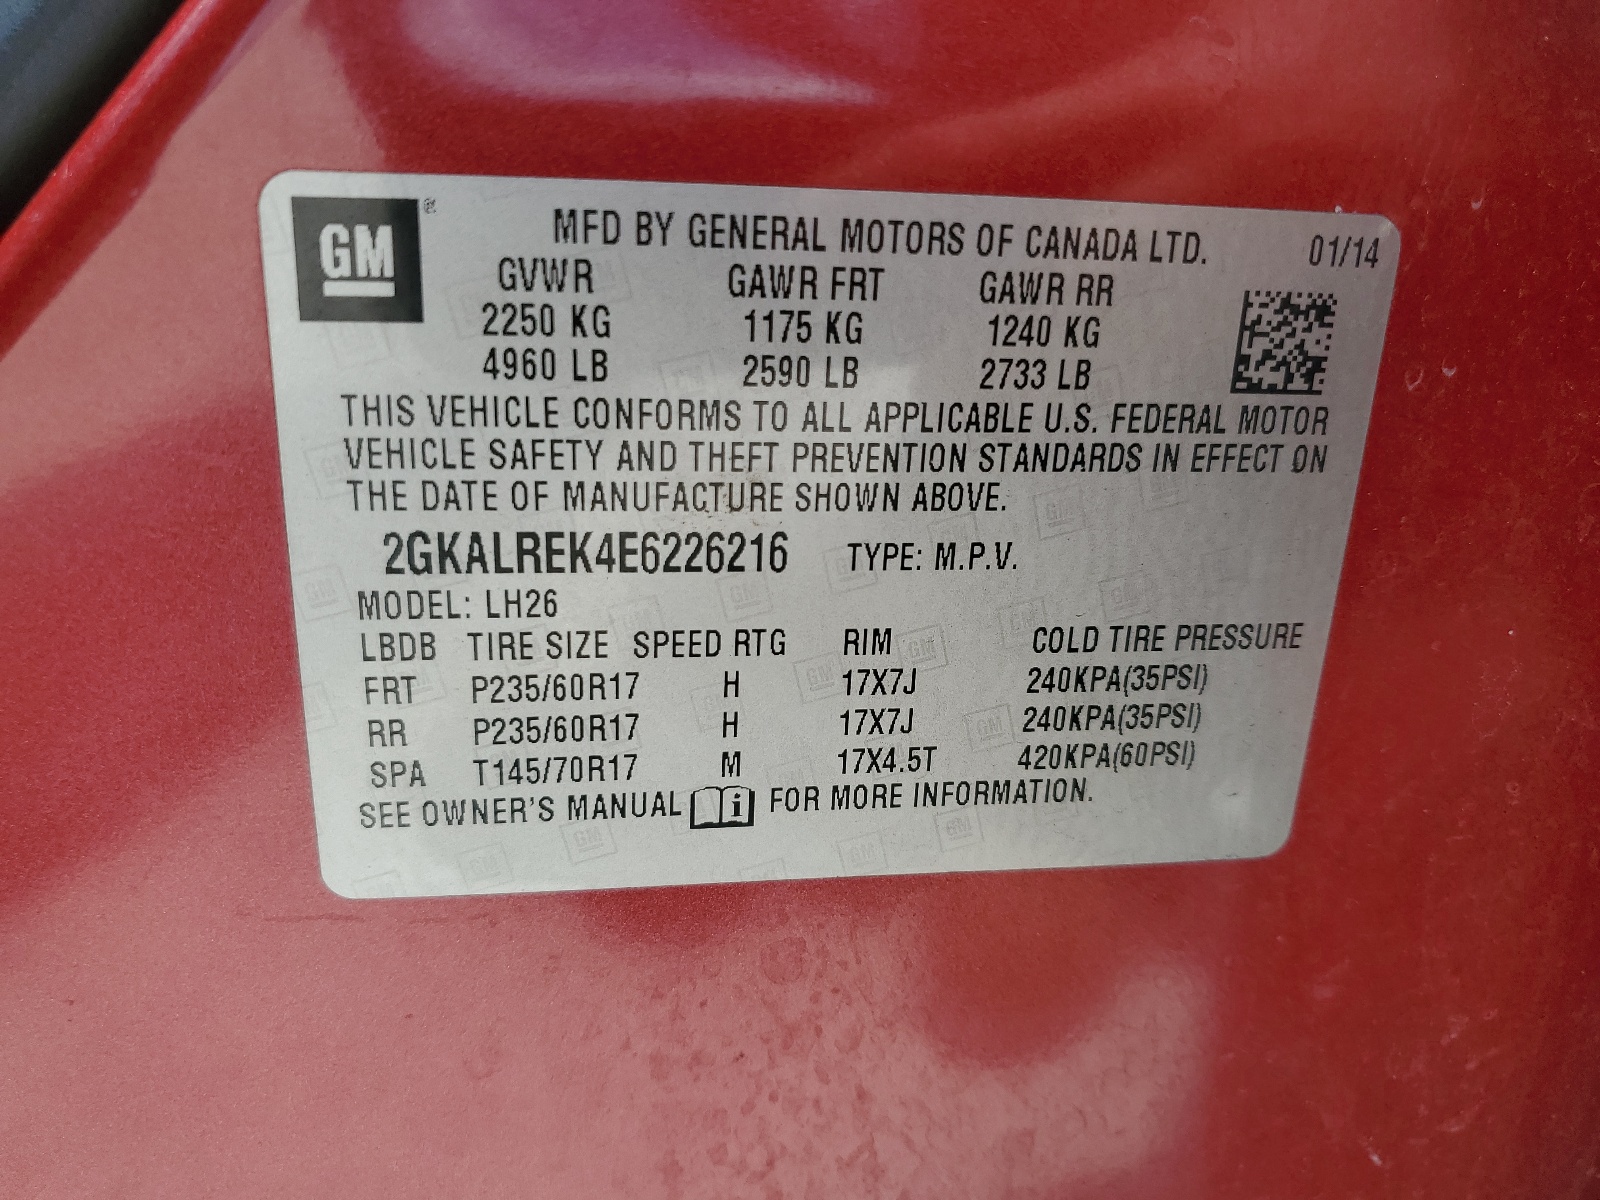 GM®
MFD BY GENERAL MOTORS OF CANADA LTD. 01/14
GVWR GAWR FRT GAWR RR
2250 KG 1175 KG 1240 KG
4960 LB 2590 LB 2733 LB
THIS VEHICLE CONFORMS TO ALL APPLICABLE U.S. FEDERAL MOTOR
VEHICLE SAFETY AND THEFT PREVENTION STANDARDS IN EFFECT ON
THE DATE OF MANUFACTURE SHOWN ABOVE.
2GKALREK4E6226216 TYPE: M.P.V.
MODEL: LH26
LBDB TIRE SIZE SPEED RTG RIM COLD TIRE PRESSURE
FRT P235/60R17 H 17X7J 240KPA(35PSI)
RR P235/60R17 H 17X7J 240KPA(35PSI)
SPA T145/70R17 M 17X4.5T 420KPA(60PSI)
SEE OWNER'S MANUAL i FOR MORE INFORMATION.